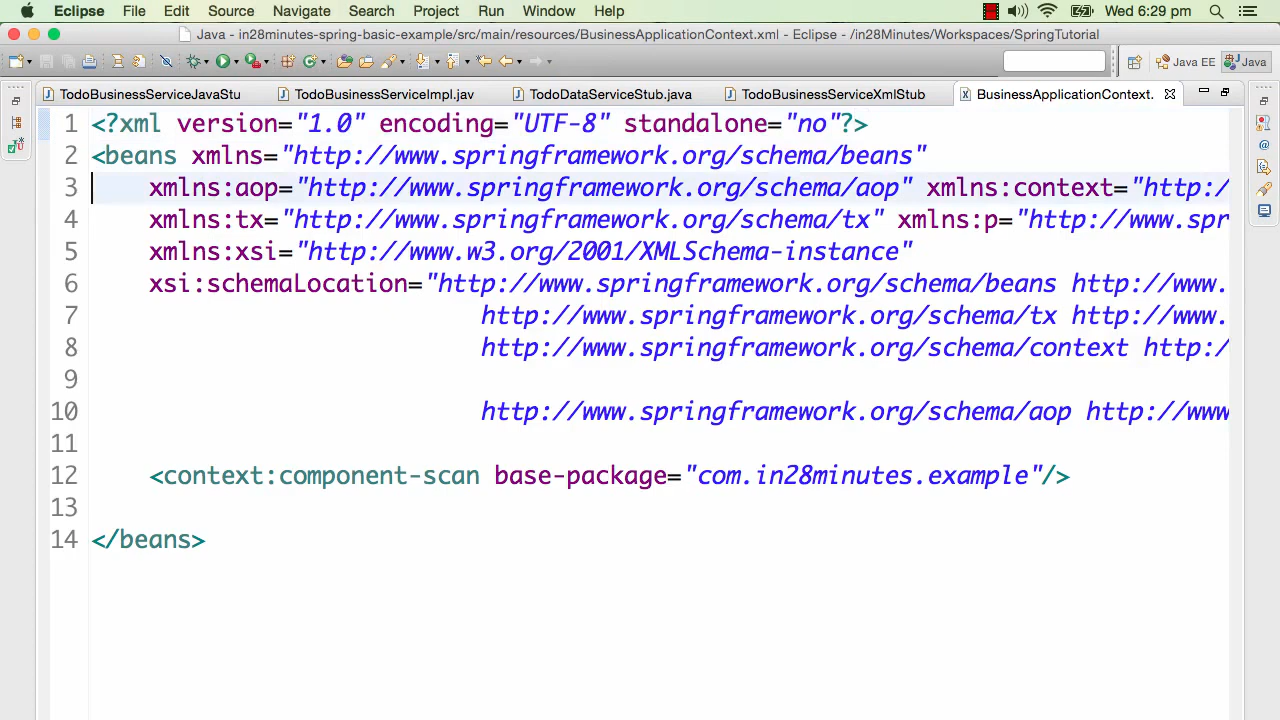 Eclipse File Edit Source Navigate Search Project Run Window Help Wed 6:29 pm
Java - in28minutes-spring-basic-example/src/main/resources/BusinessApplicationContext.xml - Eclipse - /in28Minutes/Workspaces/SpringTutorial
Java EE Java
TodoBusinessServiceJavaStu TodoBusinessServiceImpl.jav TodoDataServiceStub.java TodoBusinessServiceXmlStub BusinessApplicationContext.
1 <?xml version="1.0" encoding="UTF-8" standalone="no"?>
2 <beans xmlns="http://www.springframework.org/schema/beans"
3 xmlns:aop="http://www.springframework.org/schema/aop" xmlns:context="http:/
4 xmlns:tx="http://www.springframework.org/schema/tx" xmlns:p="http://www.spr
5 xmlns:xsi="http://www.w3.org/2001/XMLSchema-instance"
6 xsi:schemaLocation="http://www.springframework.org/schema/beans http://www.
7 http://www.springframework.org/schema/tx http://www.
8 http://www.springframework.org/schema/context http:/
9
10 http://www.springframework.org/schema/aop http://www
11
12 <context:component-scan base-package="com.in28minutes.example"/>
13
14 </beans>